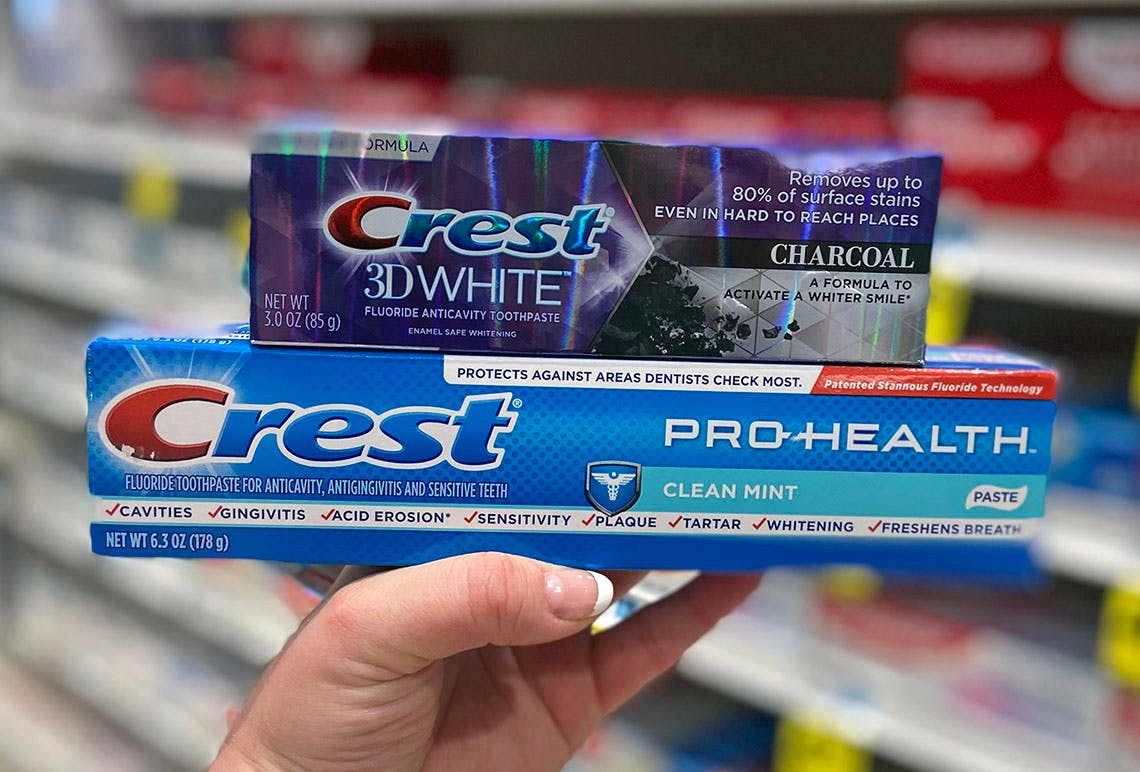 ORMULA
Crest
3D WHITE™
FLUORIDE ANTICAVITY TOOTHPASTE
ENAMEL SAFE WHITENING
NET WT
3.0 OZ (85 g)
Removes up to
80% of surface stains
EVEN IN HARD TO REACH PLACES
CHARCOAL
A FORMULA TO
ACTIVATE A WHITER SMILE*
PROTECTS AGAINST AREAS DENTISTS CHECK MOST.
Patented Stannous Fluoride Technology
Crest®
PRO-HEALTH™
FLUORIDE TOOTHPASTE FOR ANTICAVITY, ANTIGINGIVITIS AND SENSITIVE TEETH
CLEAN MINT
PASTE
✓CAVITIES ✓GINGIVITIS ✓ACID EROSION* ✓SENSITIVITY ✓PLAQUE ✓TARTAR ✓WHITENING ✓FRESHENS BREATH
NET WT 6.3 OZ (178 g)